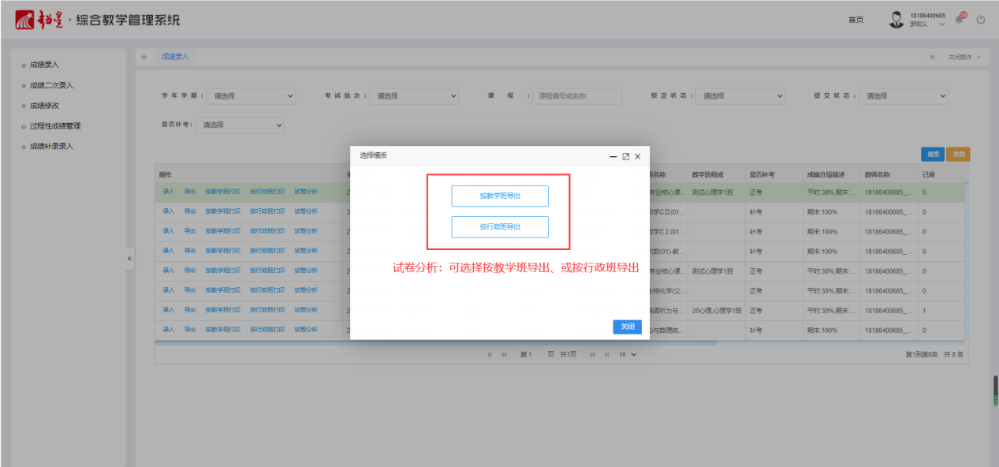 裕星·综合教学管理系统
首页
18186400685
罗宏义
58
成绩录入
成绩二次录入
成绩修改
过程性成绩管理
成绩补录录入
成绩录入
关闭操作
学年学期： 请选择 考试批次： 请选择 课程： 课程编号或名称 锁定状态： 请选择 提交状态： 请选择
是否补考： 请选择
搜索
选择模版
操作 班名称 教学班组成 是否补考 成绩分项描述 教师名称 已录
录入 导出 按教学班打印 按行政班打印 试卷分析 2 专业核心课... 测试心理学1班 正考 平时:30%,期末:... 18186400685_... 0
录入 导出 按教学班打印 按行政班打印 试卷分析 2 数学CⅡ(01... 补考 期末:100% 18186400685_... 0
录入 导出 按教学班打印 按行政班打印 试卷分析 2 数学CⅠ(01... 补考 期末:100% 18186400685_... 0
录入 导出 按教学班打印 按行政班打印 试卷分析 2 代数(01)-教... 补考 期末:100% 18186400685_... 0
录入 导出 按教学班打印 按行政班打印 试卷分析 2 专业核心课... 测试心理学1班 正考 平时:30%,期末:... 18186400685_... 0
录入 导出 按教学班打印 按行政班打印 试卷分析 2 生物化学(公... 正考 平时:30%,期末:... 18186400685_... 0
录入 导出 按教学班打印 按行政班打印 试卷分析 2 英语听力与... 20心理,心理学1班 正考 平时:30%,期末:... 18186400685_... 1
录入 导出 按教学班打印 按行政班打印 试卷分析 2 论与数理统... 补考 期末:100% 18186400685_... 0
按教学班导出
按行政班导出
试卷分析：可选择按教学班导出、或按行政班导出
关闭
第 1 页 共1页 10
第1到第8条 共 8 条